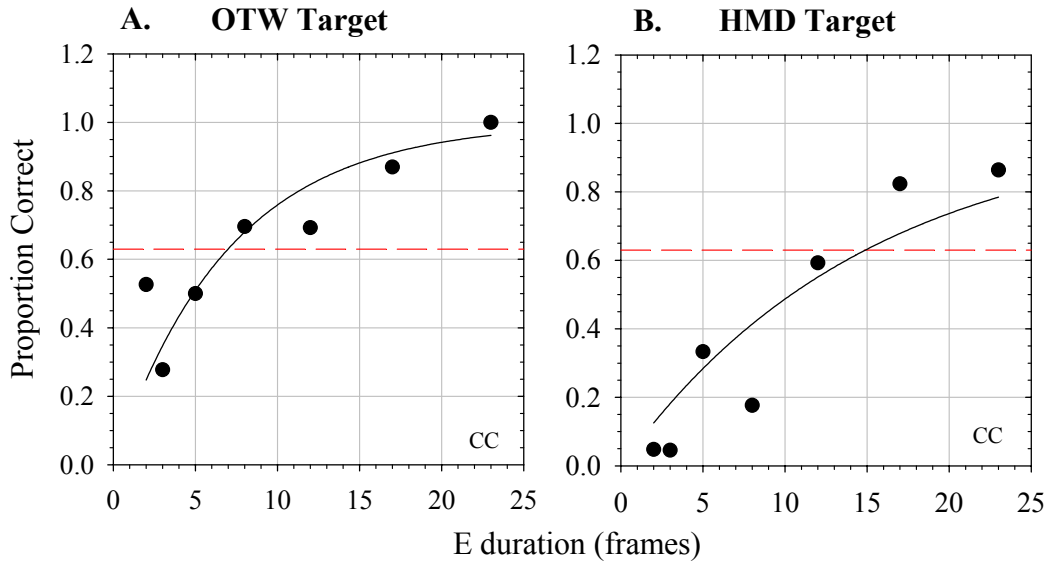 A. OTW Target
B. HMD Target
Proportion Correct
1.2
1.0
0.8
0.6
0.4
0.2
0.0
CC
0 5 10 15 20 25
1.2
1.0
0.8
0.6
0.4
0.2
0.0
CC
0 5 10 15 20 25
E duration (frames)